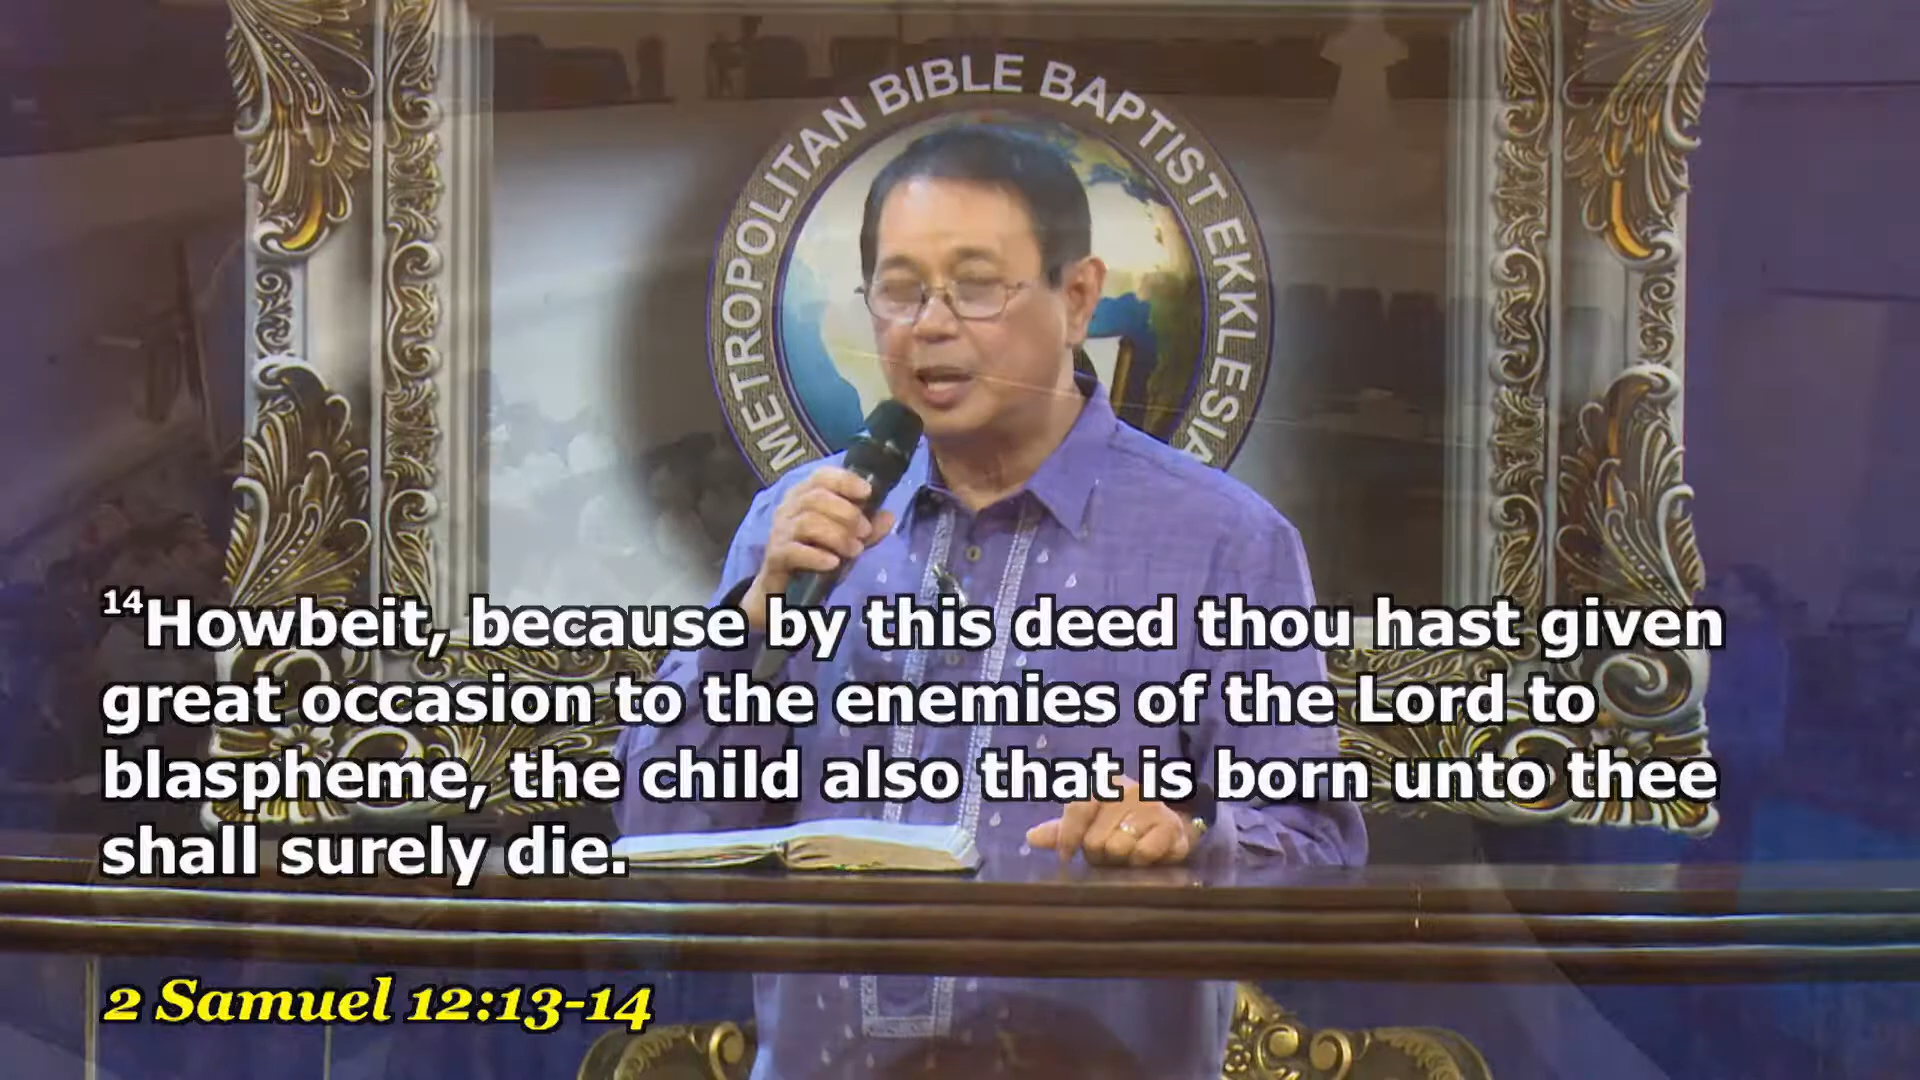 METROPOLITAN BIBLE BAPTIST EKKLESIA
14Howbeit, because by this deed thou hast given
great occasion to the enemies of the Lord to
blaspheme, the child also that is born unto thee
shall surely die.
2 Samuel 12:13-14